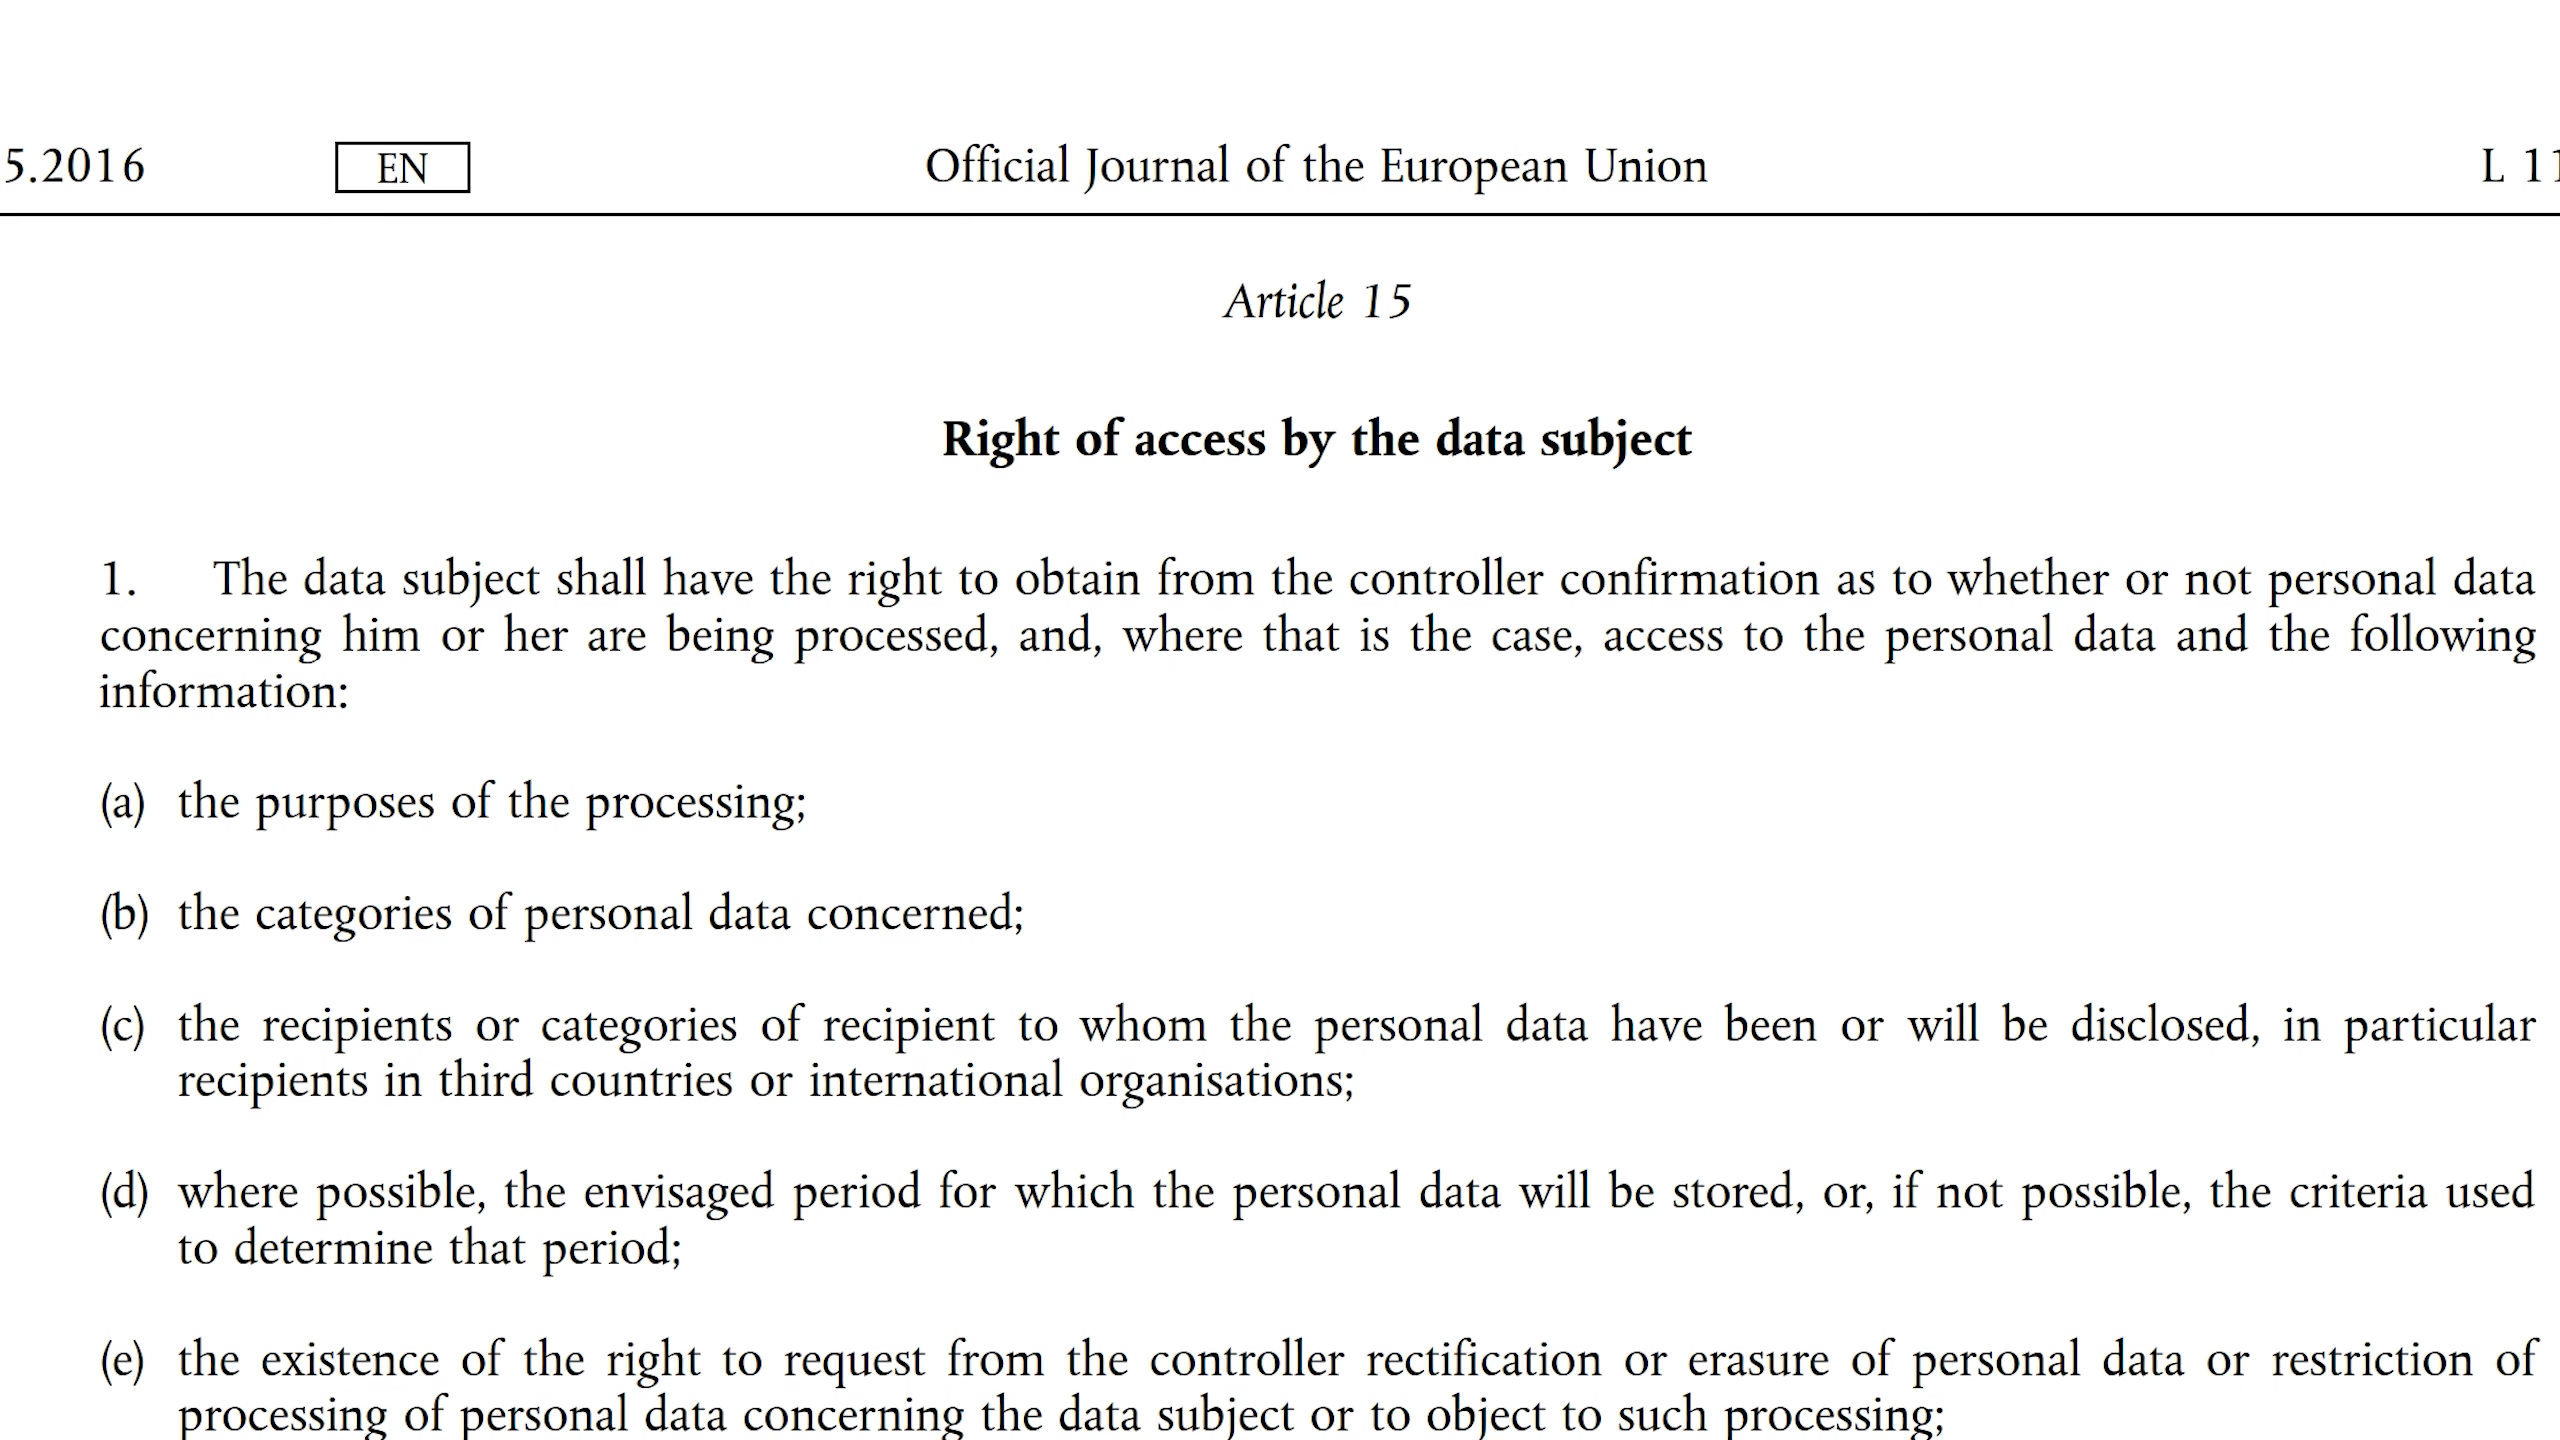 5.2016
EN
Official Journal of the European Union
L 11
Article 15
Right of access by the data subject
1. The data subject shall have the right to obtain from the controller confirmation as to whether or not personal data
concerning him or her are being processed, and, where that is the case, access to the personal data and the following
information:
(a) the purposes of the processing;
(b) the categories of personal data concerned;
(c) the recipients or categories of recipient to whom the personal data have been or will be disclosed, in particular
recipients in third countries or international organisations;
(d) where possible, the envisaged period for which the personal data will be stored, or, if not possible, the criteria used
to determine that period;
(e) the existence of the right to request from the controller rectification or erasure of personal data or restriction of
processing of personal data concerning the data subject or to object to such processing;